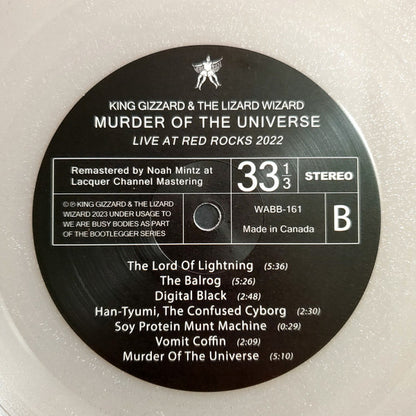 KING GIZZARD & THE LIZARD WIZARD
MURDER OF THE UNIVERSE
LIVE AT RED ROCKS 2022
Remastered by Noah Mintz at
Lacquer Channel Mastering
33 1/3
STEREO
Ⓒ Ⓟ KING GIZZARD & THE LIZARD
WIZARD 2023 UNDER USAGE TO
WE ARE BUSY BODIES AS PART
OF THE BOOTLEGGER SERIES
WABB-161
Made in Canada
B
The Lord Of Lightning (5:36)
The Balrog (5:26)
Digital Black (2:48)
Han-Tyumi, The Confused Cyborg (2:30)
Soy Protein Munt Machine (0:29)
Vomit Coffin (2:09)
Murder Of The Universe (5:10)